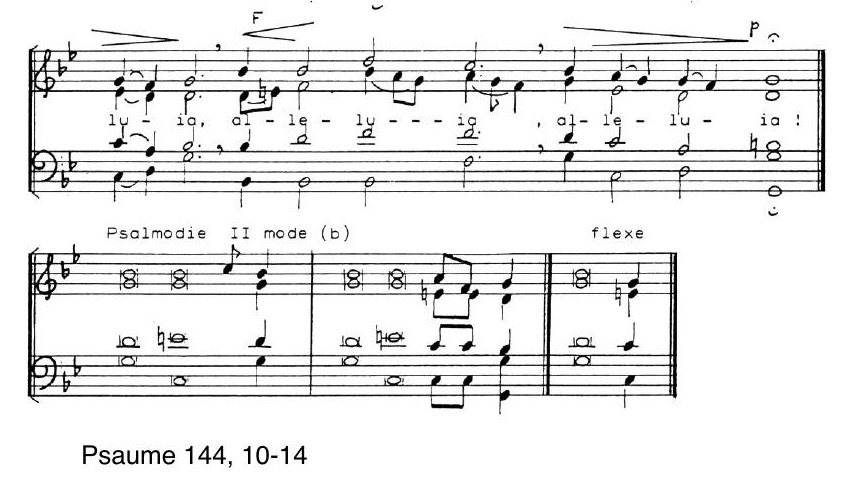 F
P
lu - ia, al - le - lu - - - ia , al - le - lu - ia !
Psalmodie II mode (b)
flexe
Psaume 144, 10-14